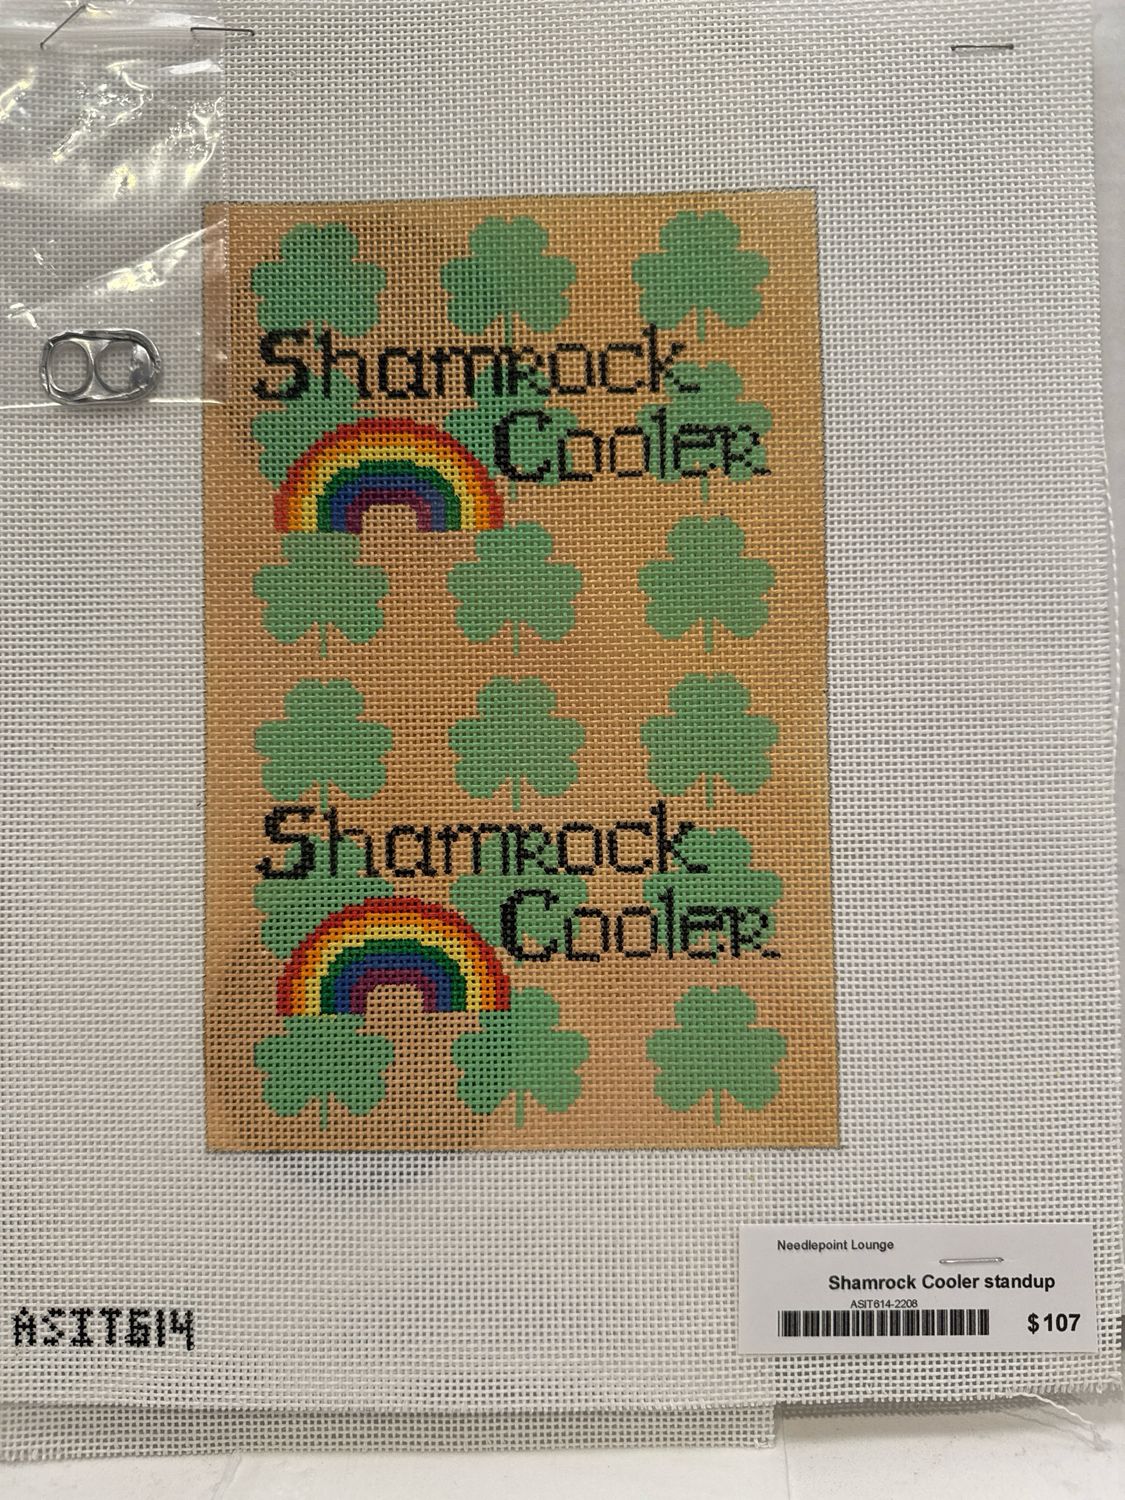 Shamrock
Cooler
Shamrock
Cooler
ASIT614
Needlepoint Lounge
Shamrock Cooler standup
ASIT614-2208
$107